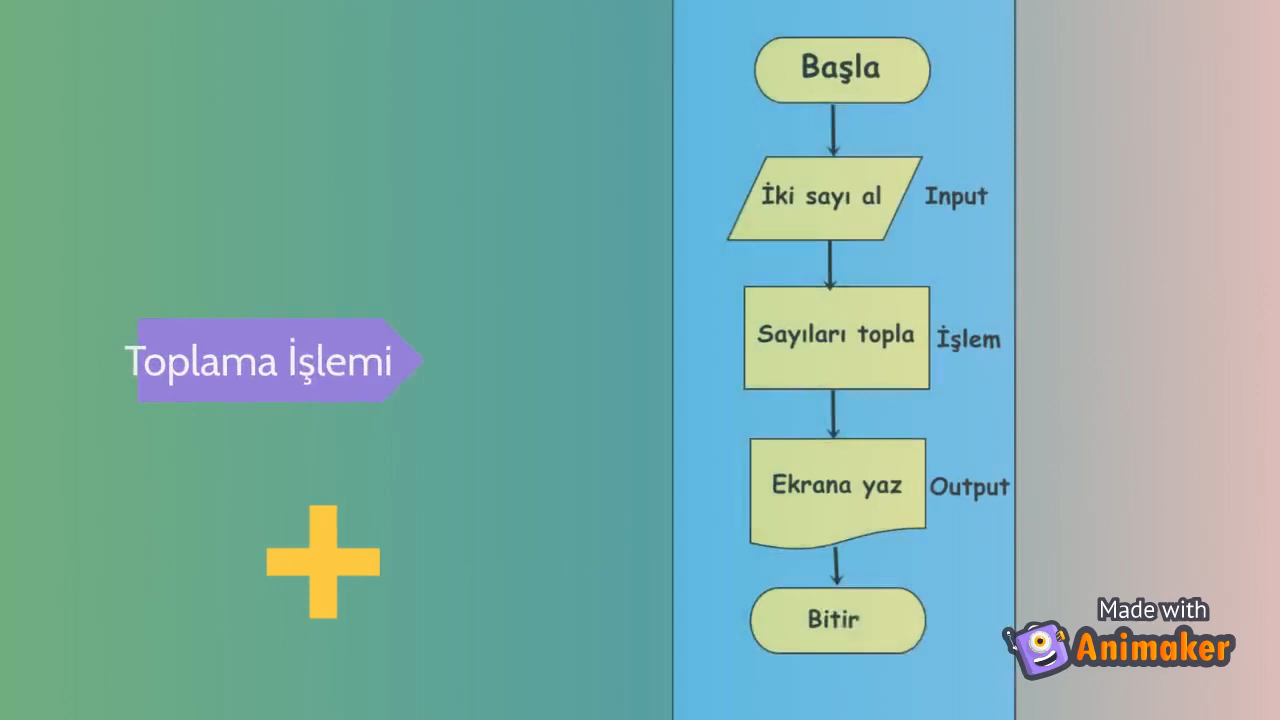 Toplama İşlemi
Başla
İki sayı al
Input
Sayıları topla
İşlem
Ekrana yaz
Output
Bitir
Made with
Animaker